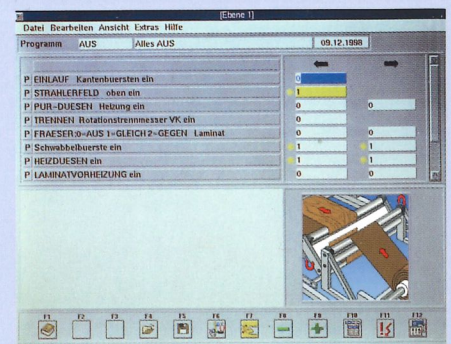 [Ebene 1]
Datei Bearbeiten Ansicht Extras Hilfe
Programm AUS Alles AUS 09.12.1998
P EINLAUF Kantenbuersten ein 0
P STRAHLERFELD oben ein 1
P PUR-DUESEN Heizung ein 0 0
P TRENNEN Rotationstrennmesser VK ein 0
P FRAESER:0=AUS 1=GLEICH 2=GEGEN Laminat 0 0
P Schwabbelbuerste ein 1 1
P HEIZDUESEN ein 1 1
P LAMINATVORHEIZUNG ein 0 0
F1 F2 F3 F4 F5 F6 F7 F8 F9 F10 F11 F12